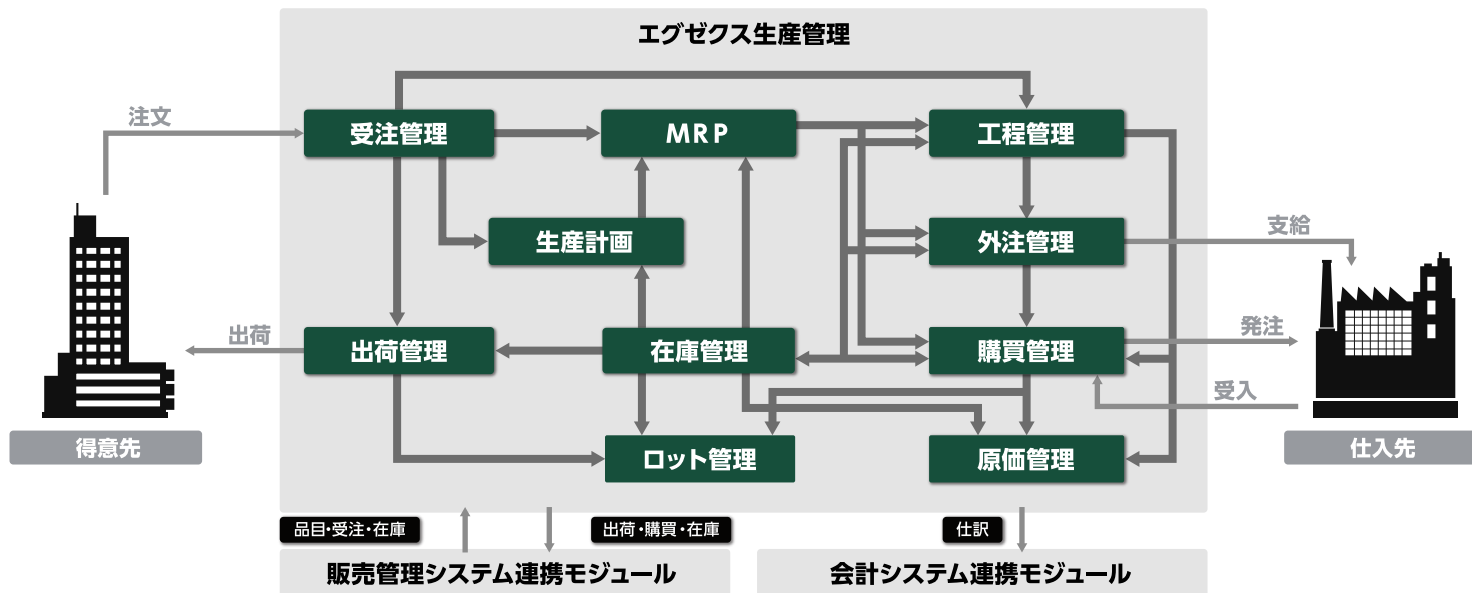 エグゼクス生産管理
注文
受注管理
MRP
工程管理
生産計画
外注管理
支給
出荷
出荷管理
在庫管理
購買管理
発注
受入
得意先
ロット管理
原価管理
仕入先
品目・受注・在庫
出荷・購買・在庫
仕訳
販売管理システム連携モジュール
会計システム連携モジュール